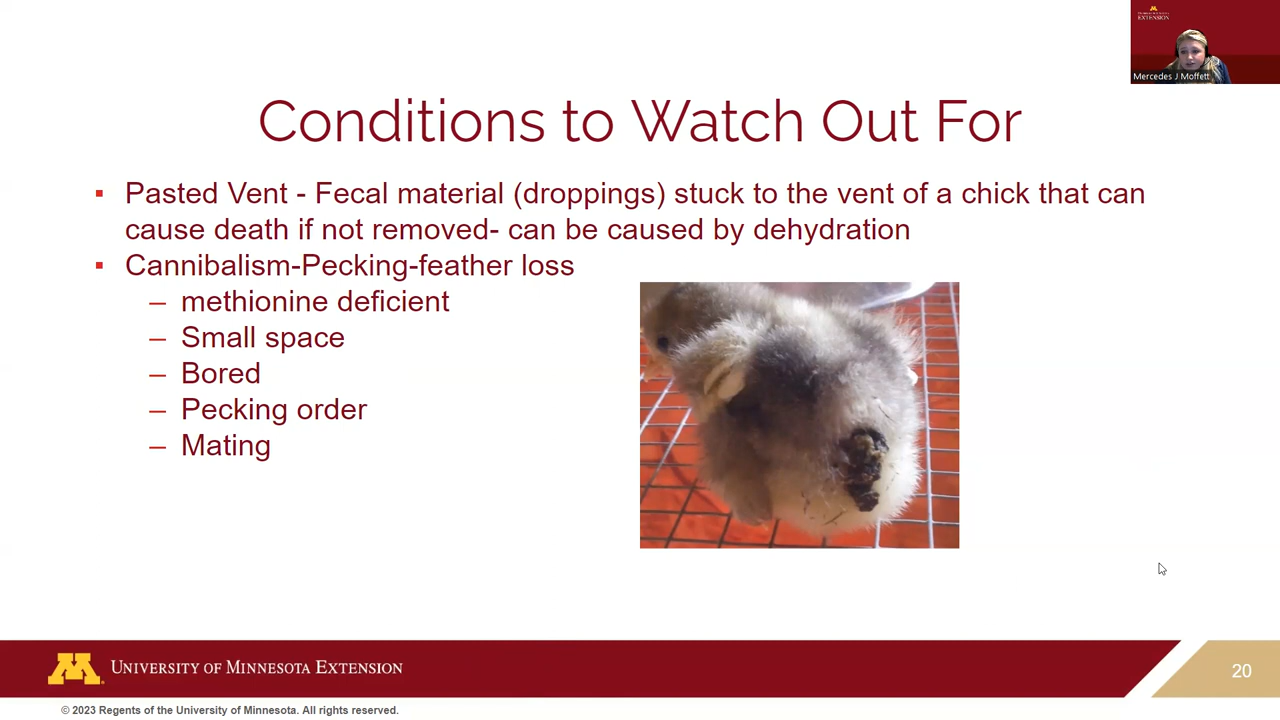 EXTENSION
Mercedes J Moffett
Conditions to Watch Out For
▪ Pasted Vent - Fecal material (droppings) stuck to the vent of a chick that can
cause death if not removed- can be caused by dehydration
▪ Cannibalism-Pecking-feather loss
– methionine deficient
– Small space
– Bored
– Pecking order
– Mating
UNIVERSITY OF MINNESOTA EXTENSION
20
© 2023 Regents of the University of Minnesota. All rights reserved.